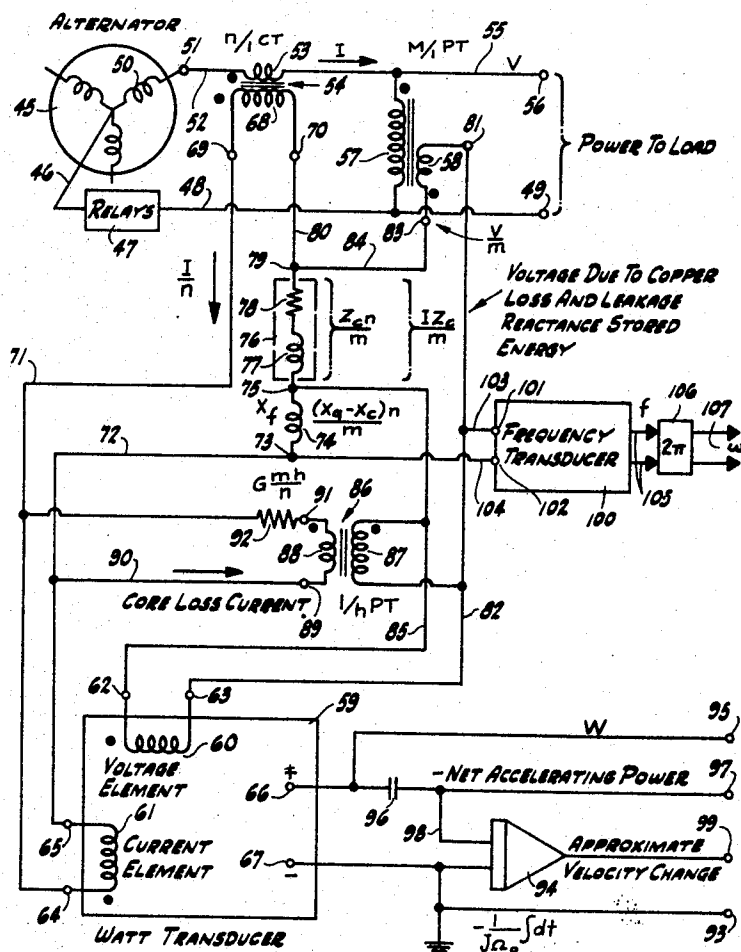 ALTERNATOR
n/1 CT
I
M/1 PT
51
53
55
V
50
54
56
45
52
68
57
58
81
POWER TO LOAD
69
70
46
48
49
RELAYS
47
80
83
V/m
79
84
I/n
78
76
77
Zcn/m
IZc/m
VOLTAGE DUE TO COPPER
LOSS AND LEAKAGE
REACTANCE STORED
ENERGY
71
75
103
101
106
107
Xf
(Xq-Xc)n/m
f
72
73
74
FREQUENCY
TRANSDUCER
2π
ω
G mh/n
100
105
91
86
102
104
92
88
87
90
CORE LOSS CURRENT
89
1/h PT
85
82
62
63
59
95
60
W
VOLTAGE
ELEMENT
66
+
-NET ACCELERATING POWER
97
96
61
98
APPROXIMATE
99
65
CURRENT
ELEMENT
67
-
VELOCITY CHANGE
94
64
93
WATT TRANSDUCER
-1/JΩo ∫dt